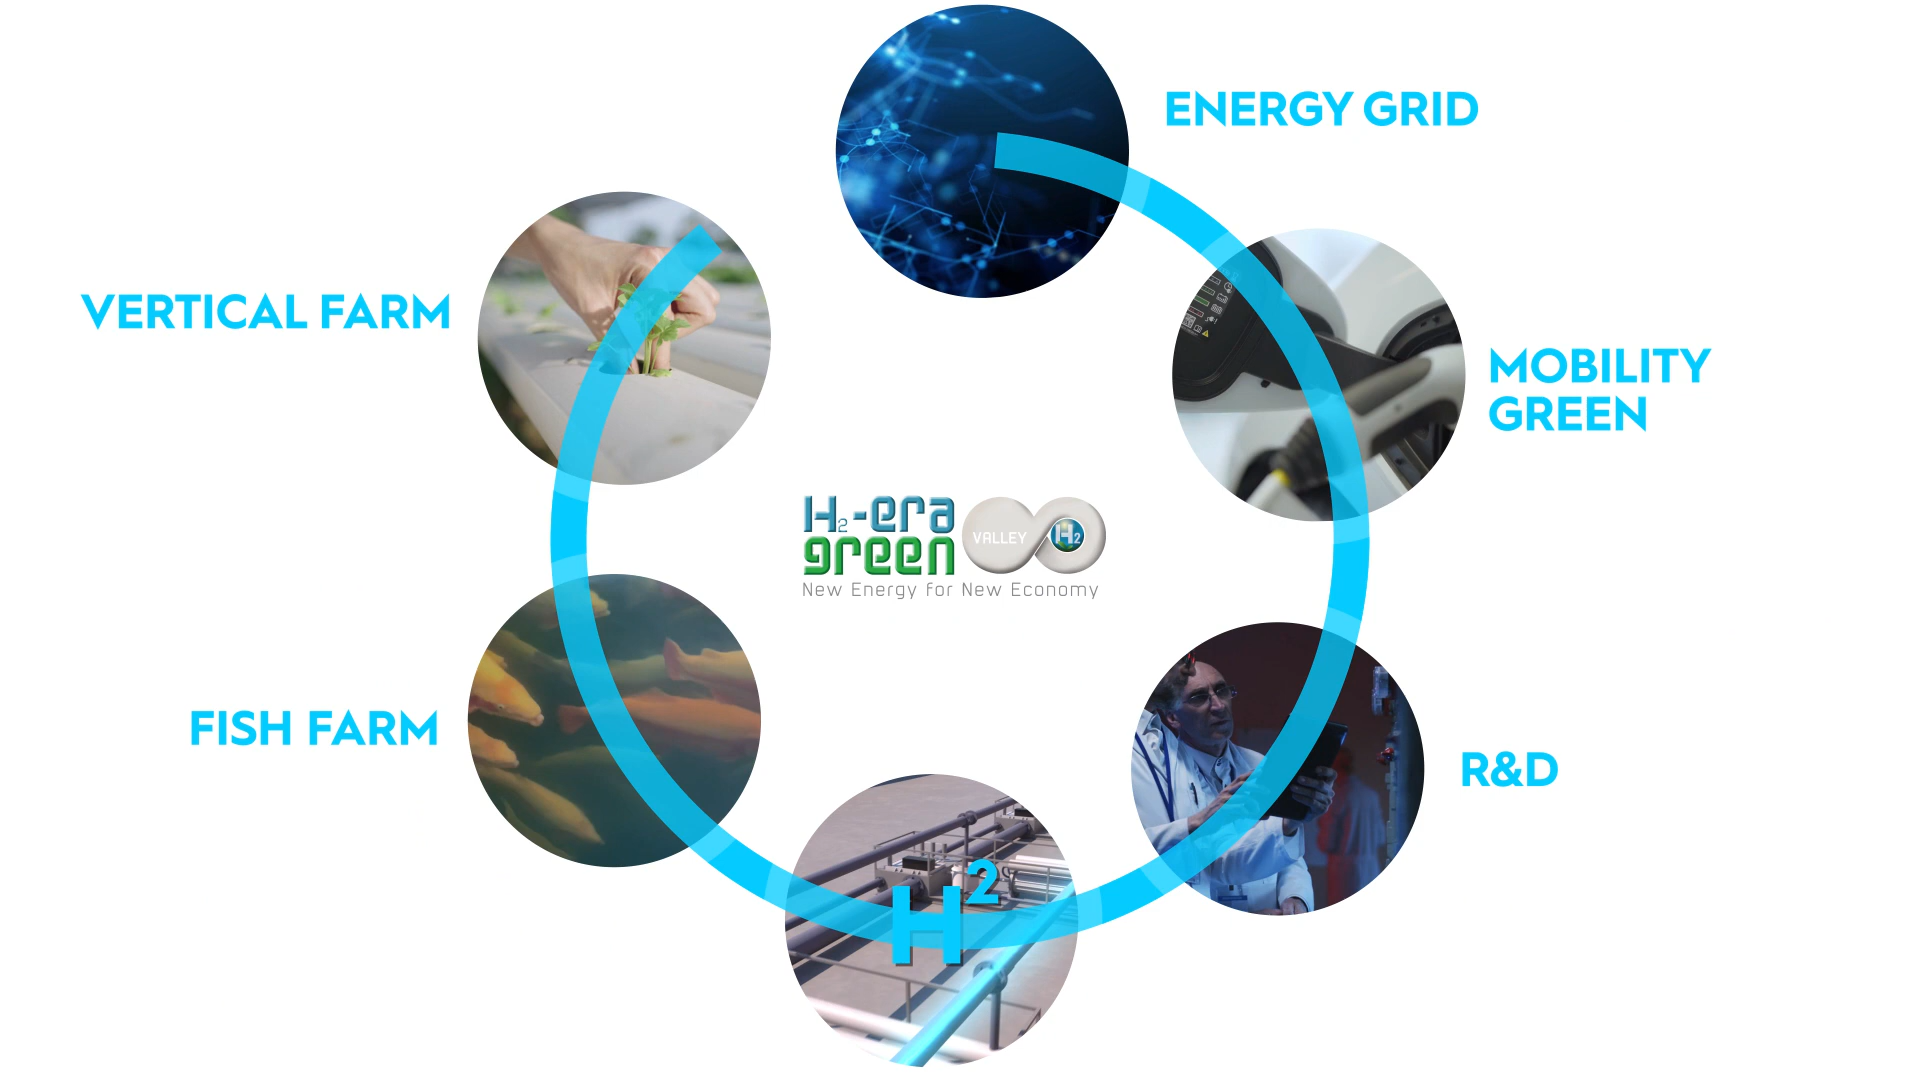 ENERGY GRID
VERTICAL FARM
MOBILITY
GREEN
H2-era
green
VALLEY
H2
New Energy for New Economy
FISH FARM
R&D
H²